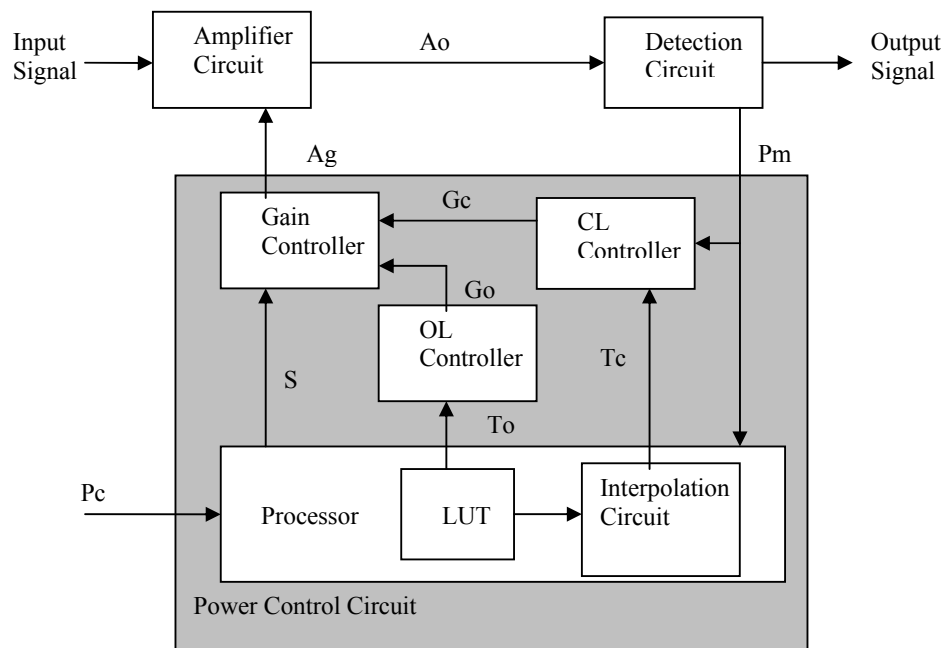 Input
Signal
Amplifier
Circuit
Ao
Detection
Circuit
Output
Signal
Ag
Pm
Gain
Controller
Gc
CL
Controller
Go
OL
Controller
Tc
S
To
Pc
Processor
LUT
Interpolation
Circuit
Power Control Circuit